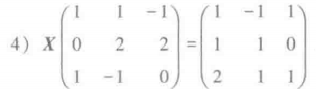 4) X ( 1 1 -1 ) = ( 1 -1 1 )
( 0 2 2 ) ( 1 1 0 )
( 1 -1 0 ) ( 2 1 1 )